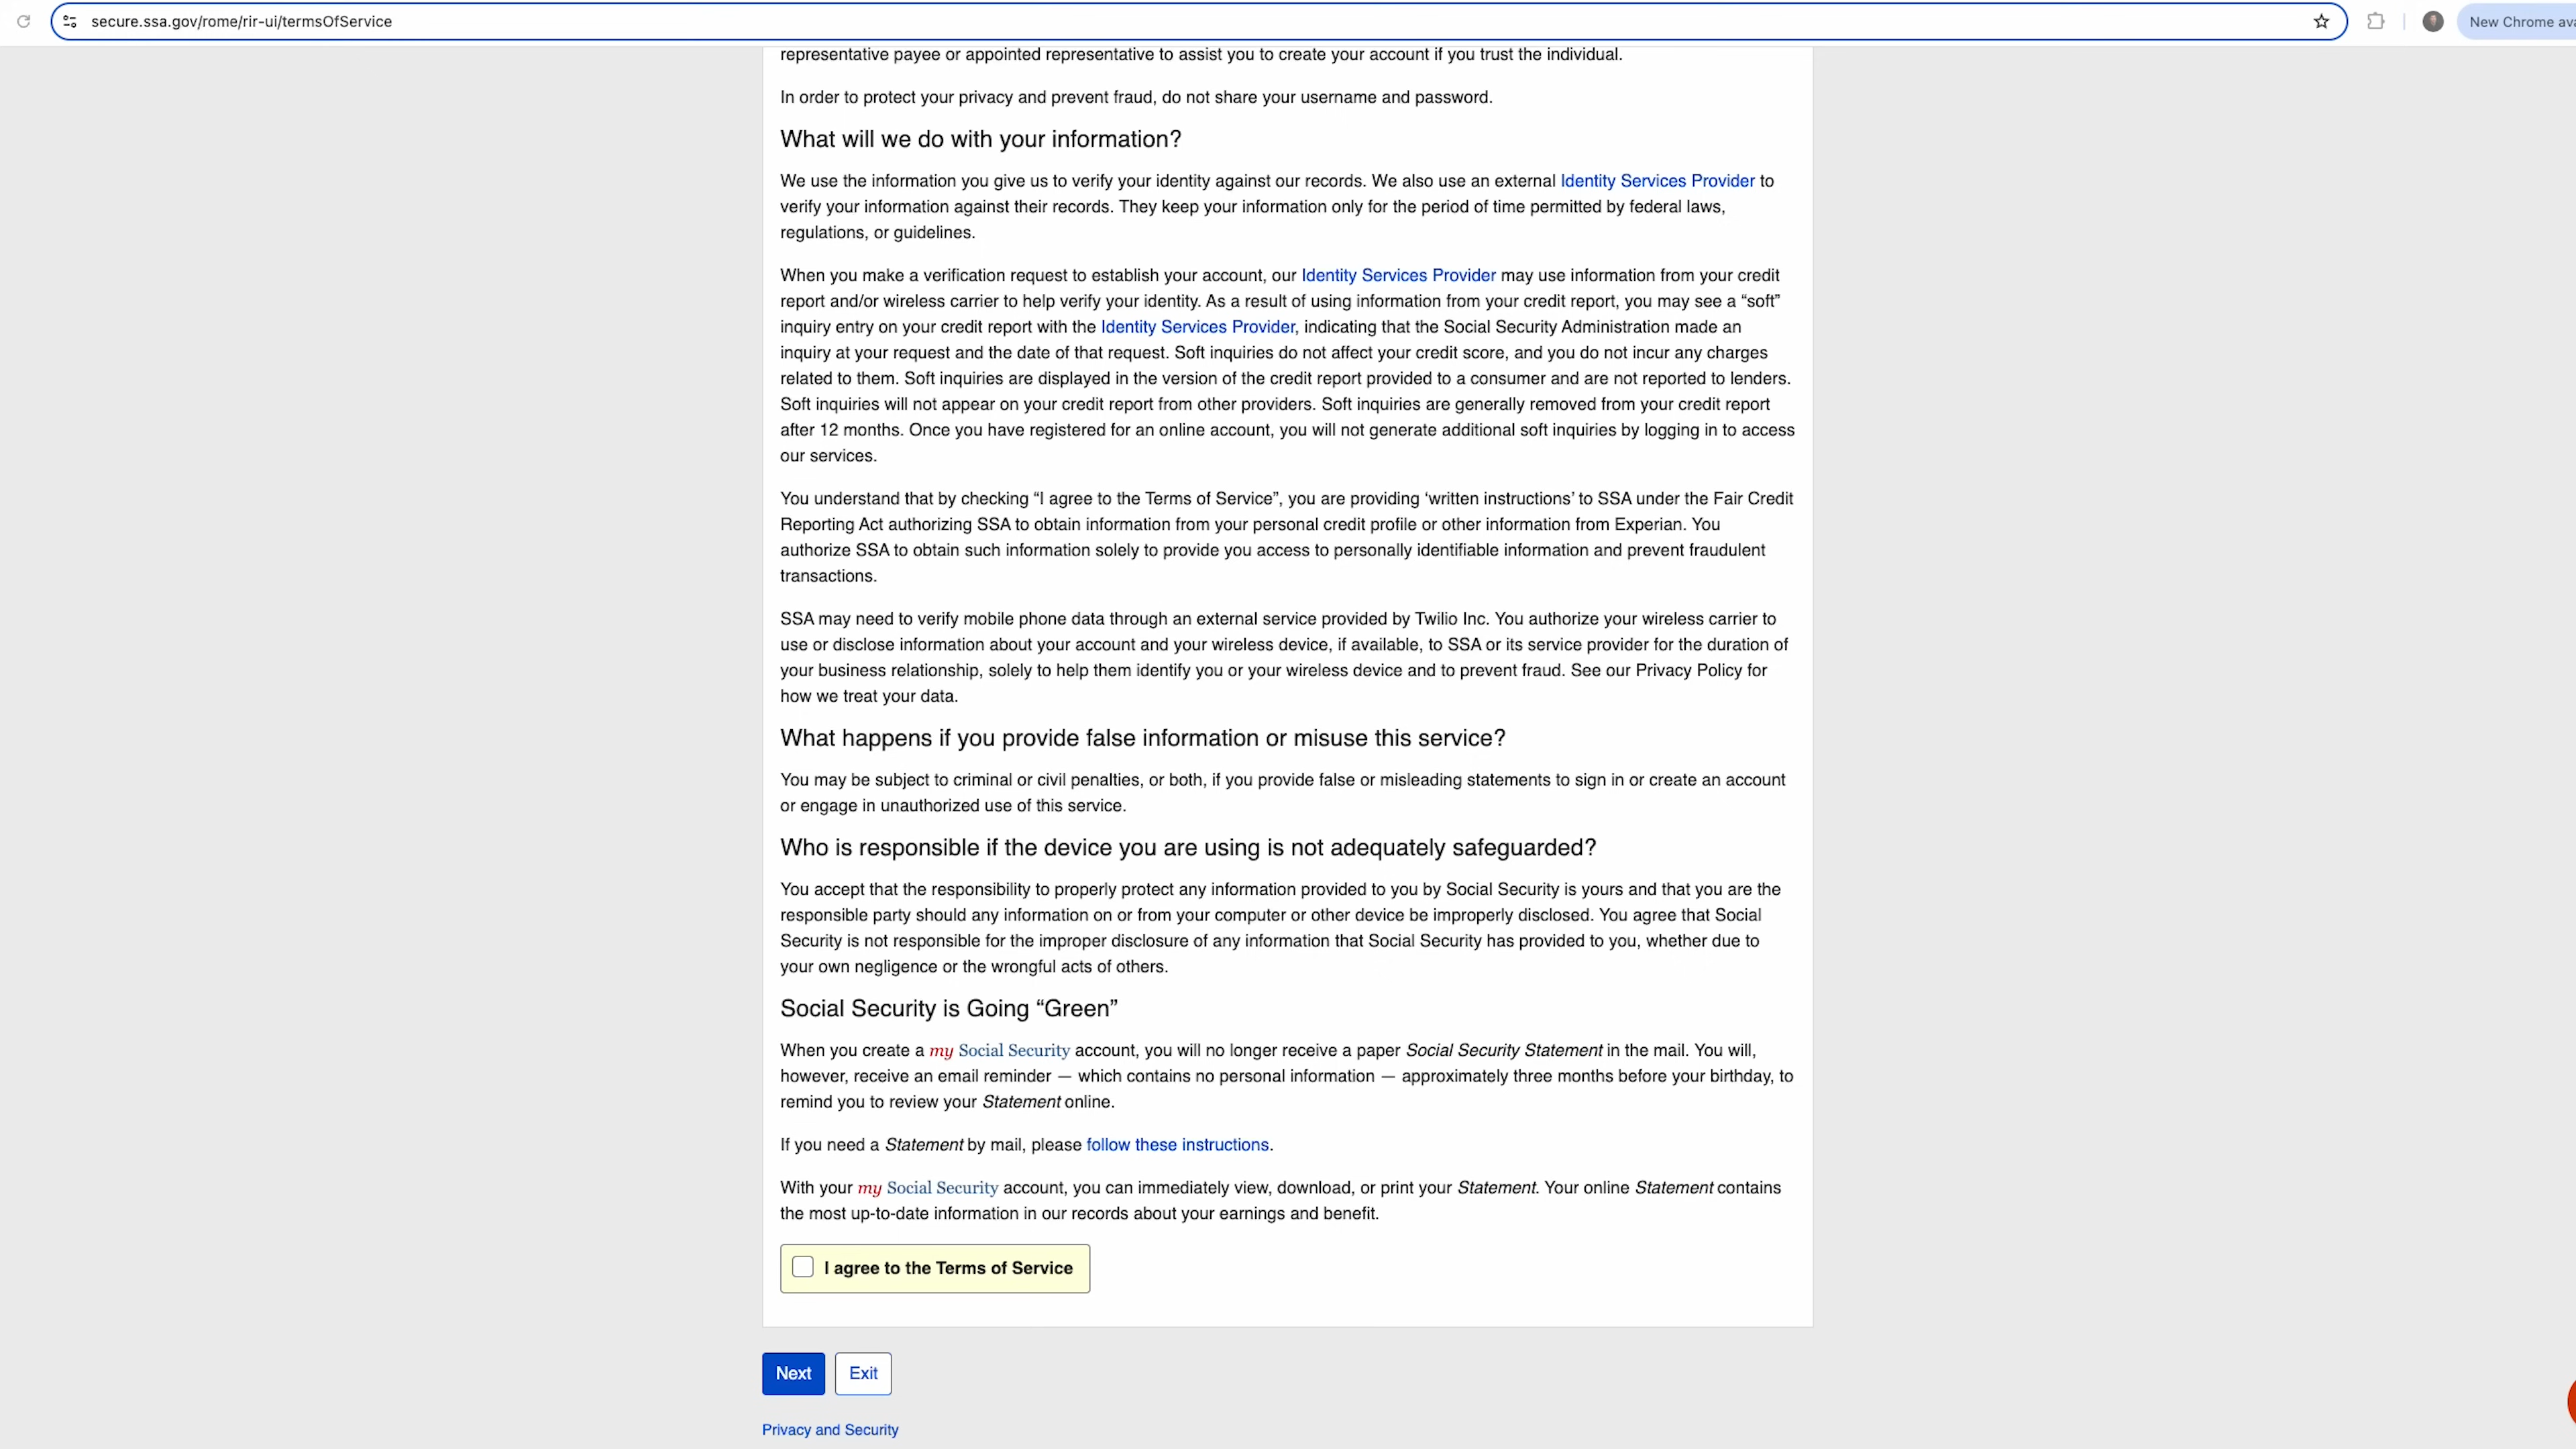 secure.ssa.gov/rome/rir-ui/termsOfService
New Chrome ava
representative payee or appointed representative to assist you to create your account if you trust the individual.
In order to protect your privacy and prevent fraud, do not share your username and password.
What will we do with your information?
We use the information you give us to verify your identity against our records. We also use an external Identity Services Provider to
verify your information against their records. They keep your information only for the period of time permitted by federal laws,
regulations, or guidelines.
When you make a verification request to establish your account, our Identity Services Provider may use information from your credit
report and/or wireless carrier to help verify your identity. As a result of using information from your credit report, you may see a “soft”
inquiry entry on your credit report with the Identity Services Provider, indicating that the Social Security Administration made an
inquiry at your request and the date of that request. Soft inquiries do not affect your credit score, and you do not incur any charges
related to them. Soft inquiries are displayed in the version of the credit report provided to a consumer and are not reported to lenders.
Soft inquiries will not appear on your credit report from other providers. Soft inquiries are generally removed from your credit report
after 12 months. Once you have registered for an online account, you will not generate additional soft inquiries by logging in to access
our services.
You understand that by checking “I agree to the Terms of Service”, you are providing ‘written instructions’ to SSA under the Fair Credit
Reporting Act authorizing SSA to obtain information from your personal credit profile or other information from Experian. You
authorize SSA to obtain such information solely to provide you access to personally identifiable information and prevent fraudulent
transactions.
SSA may need to verify mobile phone data through an external service provided by Twilio Inc. You authorize your wireless carrier to
use or disclose information about your account and your wireless device, if available, to SSA or its service provider for the duration of
your business relationship, solely to help them identify you or your wireless device and to prevent fraud. See our Privacy Policy for
how we treat your data.
What happens if you provide false information or misuse this service?
You may be subject to criminal or civil penalties, or both, if you provide false or misleading statements to sign in or create an account
or engage in unauthorized use of this service.
Who is responsible if the device you are using is not adequately safeguarded?
You accept that the responsibility to properly protect any information provided to you by Social Security is yours and that you are the
responsible party should any information on or from your computer or other device be improperly disclosed. You agree that Social
Security is not responsible for the improper disclosure of any information that Social Security has provided to you, whether due to
your own negligence or the wrongful acts of others.
Social Security is Going “Green”
When you create a my Social Security account, you will no longer receive a paper Social Security Statement in the mail. You will,
however, receive an email reminder — which contains no personal information — approximately three months before your birthday, to
remind you to review your Statement online.
If you need a Statement by mail, please follow these instructions.
With your my Social Security account, you can immediately view, download, or print your Statement. Your online Statement contains
the most up-to-date information in our records about your earnings and benefit.
I agree to the Terms of Service
Next
Exit
Privacy and Security